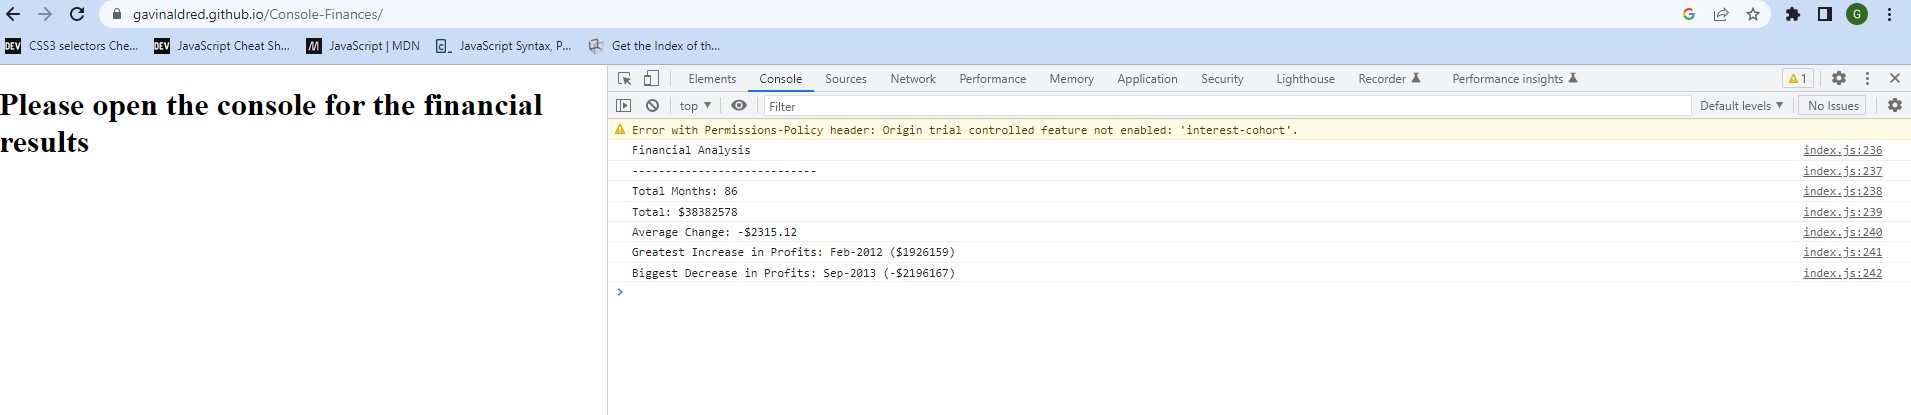 gavinaldred.github.io/Console-Finances/
G
G
DEV CSS3 selectors Che...
DEV JavaScript Cheat Sh...
JavaScript | MDN
JavaScript Syntax, P...
Get the Index of th...
Please open the console for the financial
results
Elements Console Sources Network Performance Memory Application Security Lighthouse Recorder Performance insights 1
top Filter Default levels No Issues
Error with Permissions-Policy header: Origin trial controlled feature not enabled: 'interest-cohort'.
Financial Analysis index.js:236
---------------------------- index.js:237
Total Months: 86 index.js:238
Total: $38382578 index.js:239
Average Change: -$2315.12 index.js:240
Greatest Increase in Profits: Feb-2012 ($1926159) index.js:241
Biggest Decrease in Profits: Sep-2013 (-$2196167) index.js:242